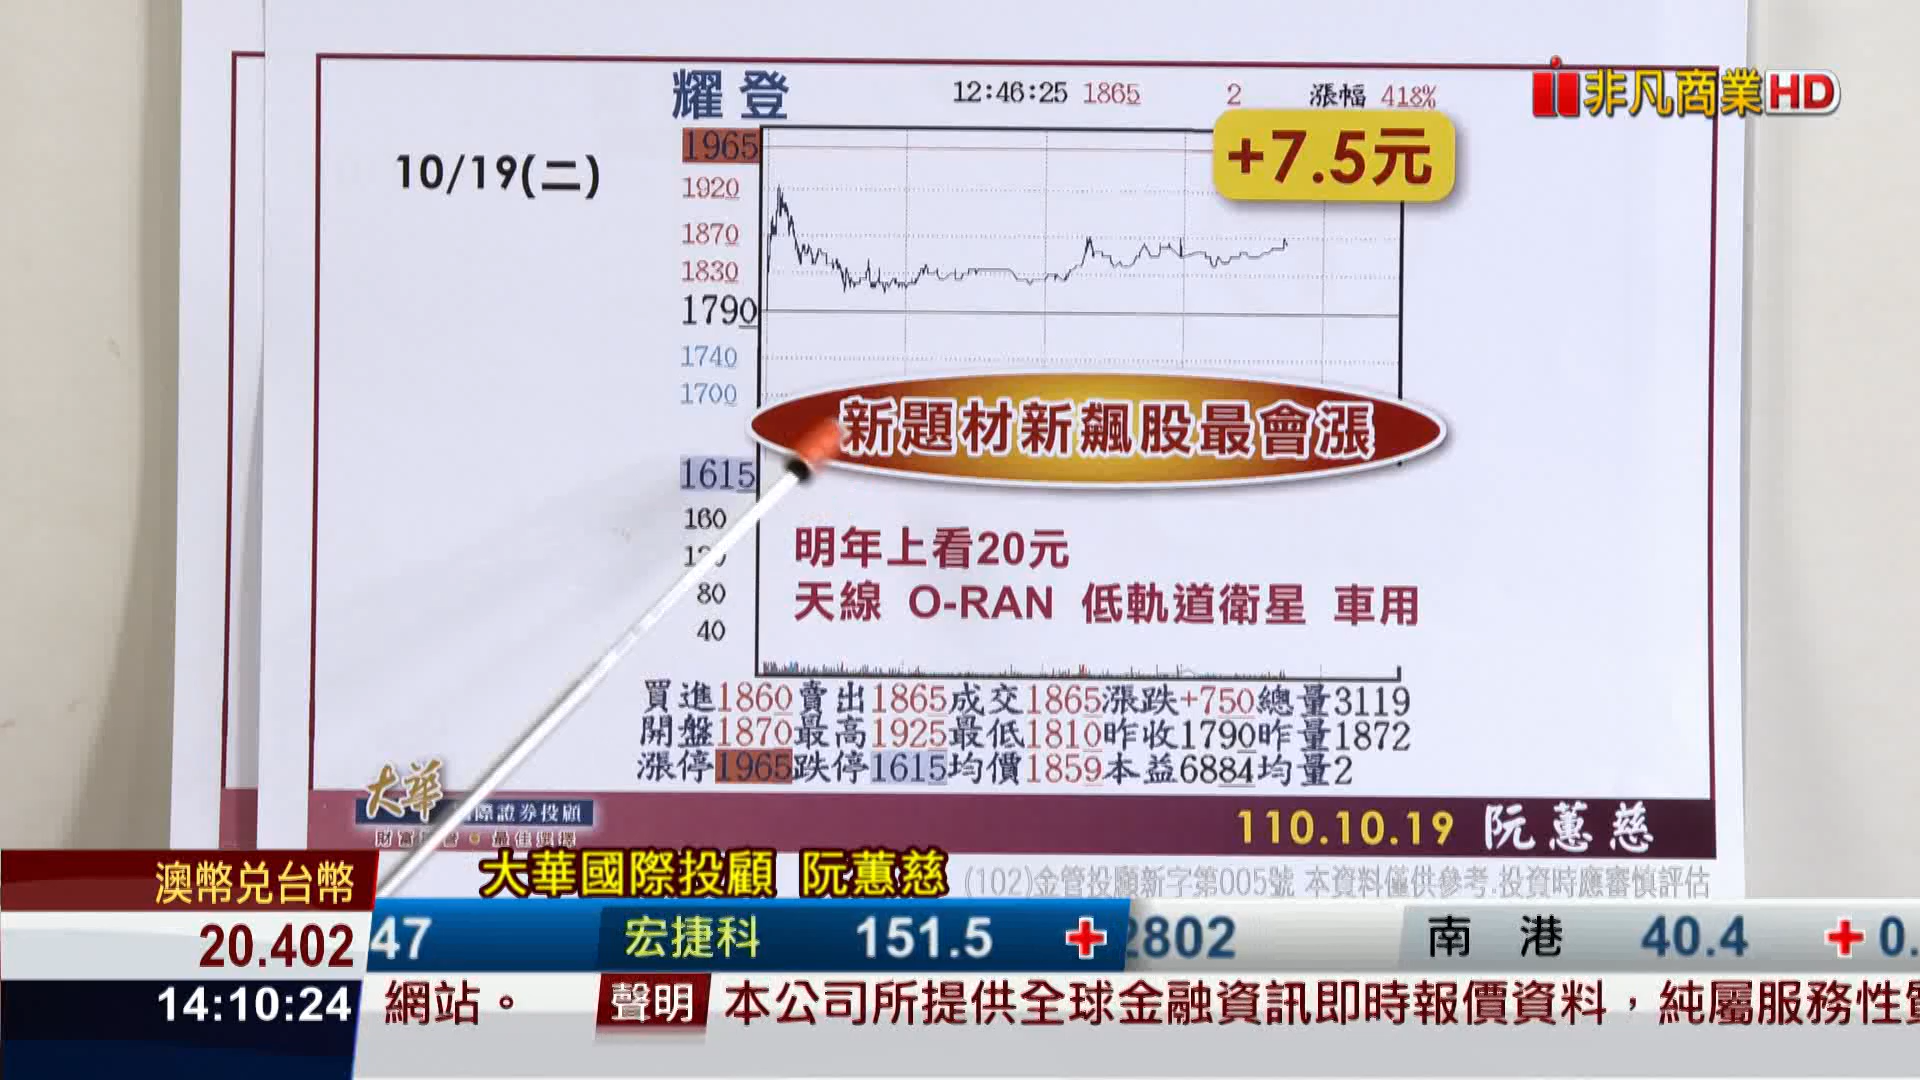 非凡商業HD
耀登 12:46:25 1865 2 漲幅 418%
10/19(二)
+7.5元
1965
1920
1870
1830
1790
1740
1700
新題材新飆股最會漲
1615
160
80
40
明年上看20元
天線 O-RAN 低軌道衛星 車用
買進1860賣出1865成交1865漲跌+750總量3119
開盤1870最高1925最低1810昨收1790昨量1872
漲停1965跌停1615均價1859本益6884均量2
大華 際證券投顧
最佳選擇
110.10.19 阮蕙慈
大華國際投顧 阮蕙慈 (102)金管投顧新字第005號 本資料僅供參考.投資時應審慎評估
澳幣兌台幣
20.402
14:10:24
47 宏捷科 151.5 + 2802 南港 40.4 + 0.
網站。 聲明 本公司所提供全球金融資訊即時報價資料，純屬服務性